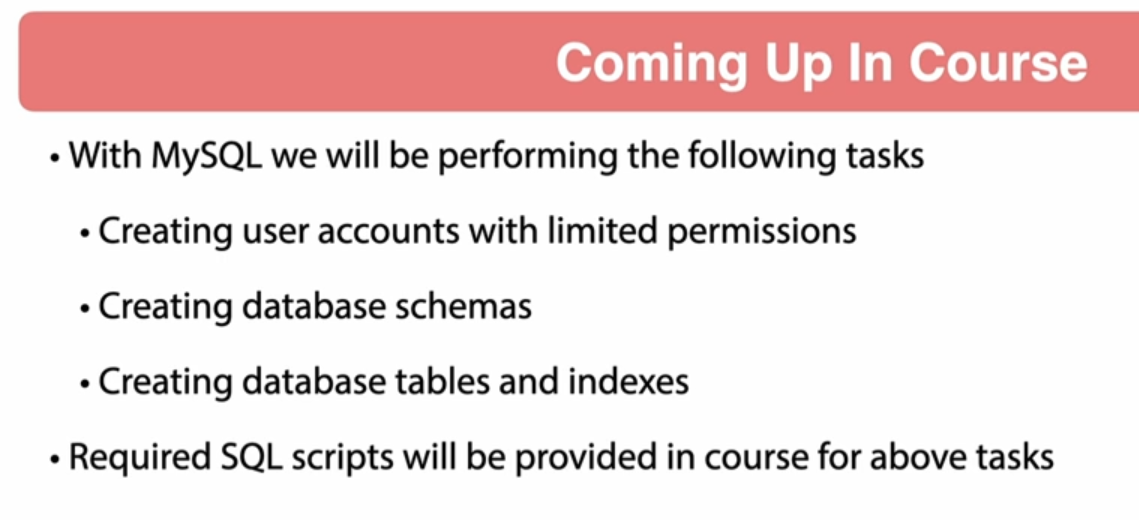 Coming Up In Course
• With MySQL we will be performing the following tasks
• Creating user accounts with limited permissions
• Creating database schemas
• Creating database tables and indexes
• Required SQL scripts will be provided in course for above tasks